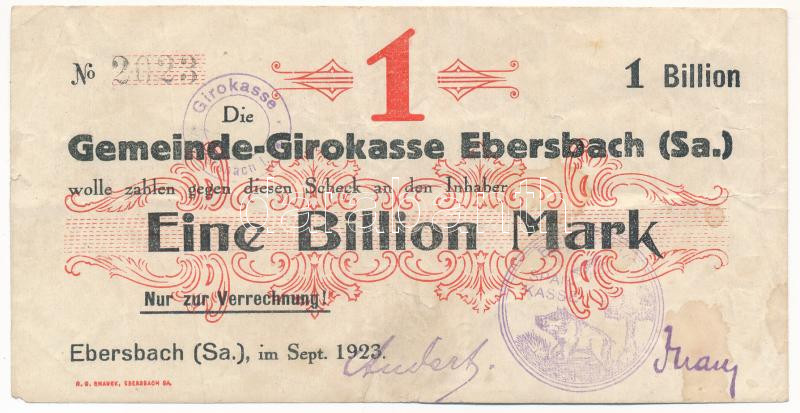 1
№ 2023
1 Billion
Girokasse
Die
Gemeinde-Girokasse Ebersbach (Sa.)
wolle zahlen gegen diesen Scheck an den Inhaber
Eine Billion Mark
Nur zur Verrechnung!
KASSE
Ebersbach (Sa.), im Sept. 1923.